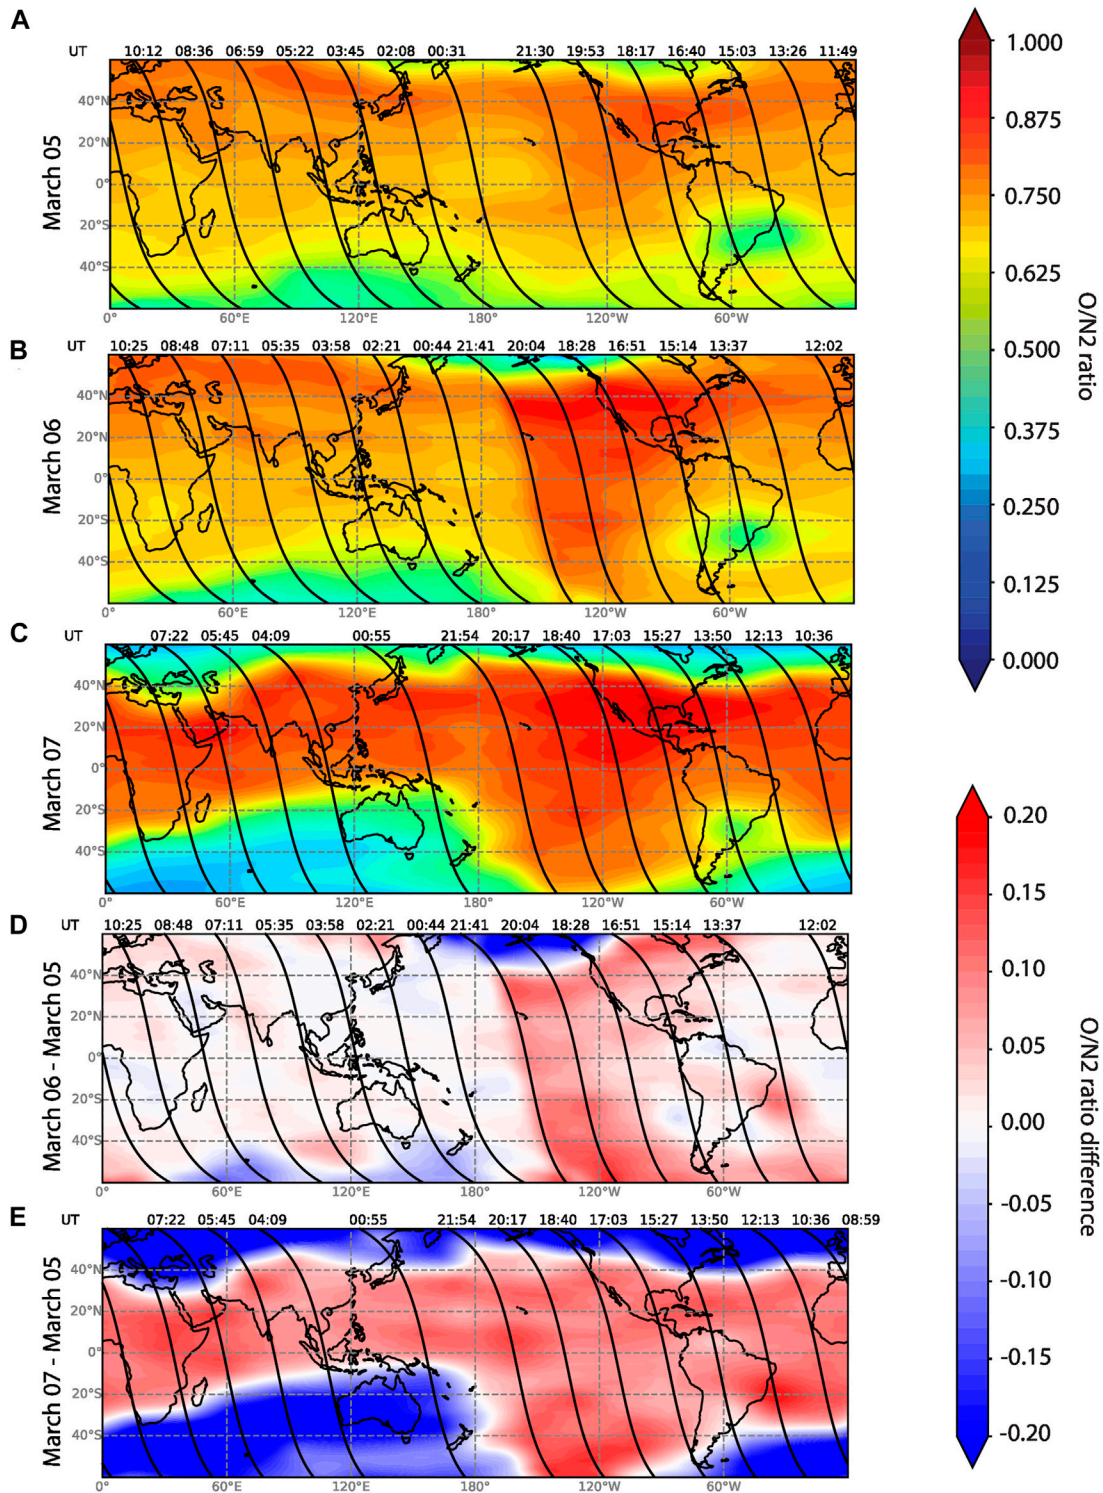 A
UT 10:12 08:36 06:59 05:22 03:45 02:08 00:31 21:30 19:53 18:17 16:40 15:03 13:26 11:49
March 05
40°N
20°N
0°
20°S
40°S
0° 60°E 120°E 180° 120°W 60°W
B
UT 10:25 08:48 07:11 05:35 03:58 02:21 00:44 21:41 20:04 18:28 16:51 15:14 13:37 12:02
March 06
40°N
20°N
0°
20°S
40°S
0° 60°E 120°E 180° 120°W 60°W
C
UT 07:22 05:45 04:09 00:55 21:54 20:17 18:40 17:03 15:27 13:50 12:13 10:36
March 07
40°N
20°N
0°
20°S
40°S
0° 60°E 120°E 180° 120°W 60°W
D
UT 10:25 08:48 07:11 05:35 03:58 02:21 00:44 21:41 20:04 18:28 16:51 15:14 13:37 12:02
March 06 - March 05
40°N
20°N
0°
20°S
40°S
0° 60°E 120°E 180° 120°W 60°W
E
UT 07:22 05:45 04:09 00:55 21:54 20:17 18:40 17:03 15:27 13:50 12:13 10:36 08:59
March 07 - March 05
40°N
20°N
0°
20°S
40°S
0° 60°E 120°E 180° 120°W 60°W
1.000
0.875
0.750
0.625
0.500
0.375
0.250
0.125
0.000
O/N2 ratio
0.20
0.15
0.10
0.05
0.00
-0.05
-0.10
-0.15
-0.20
O/N2 ratio difference